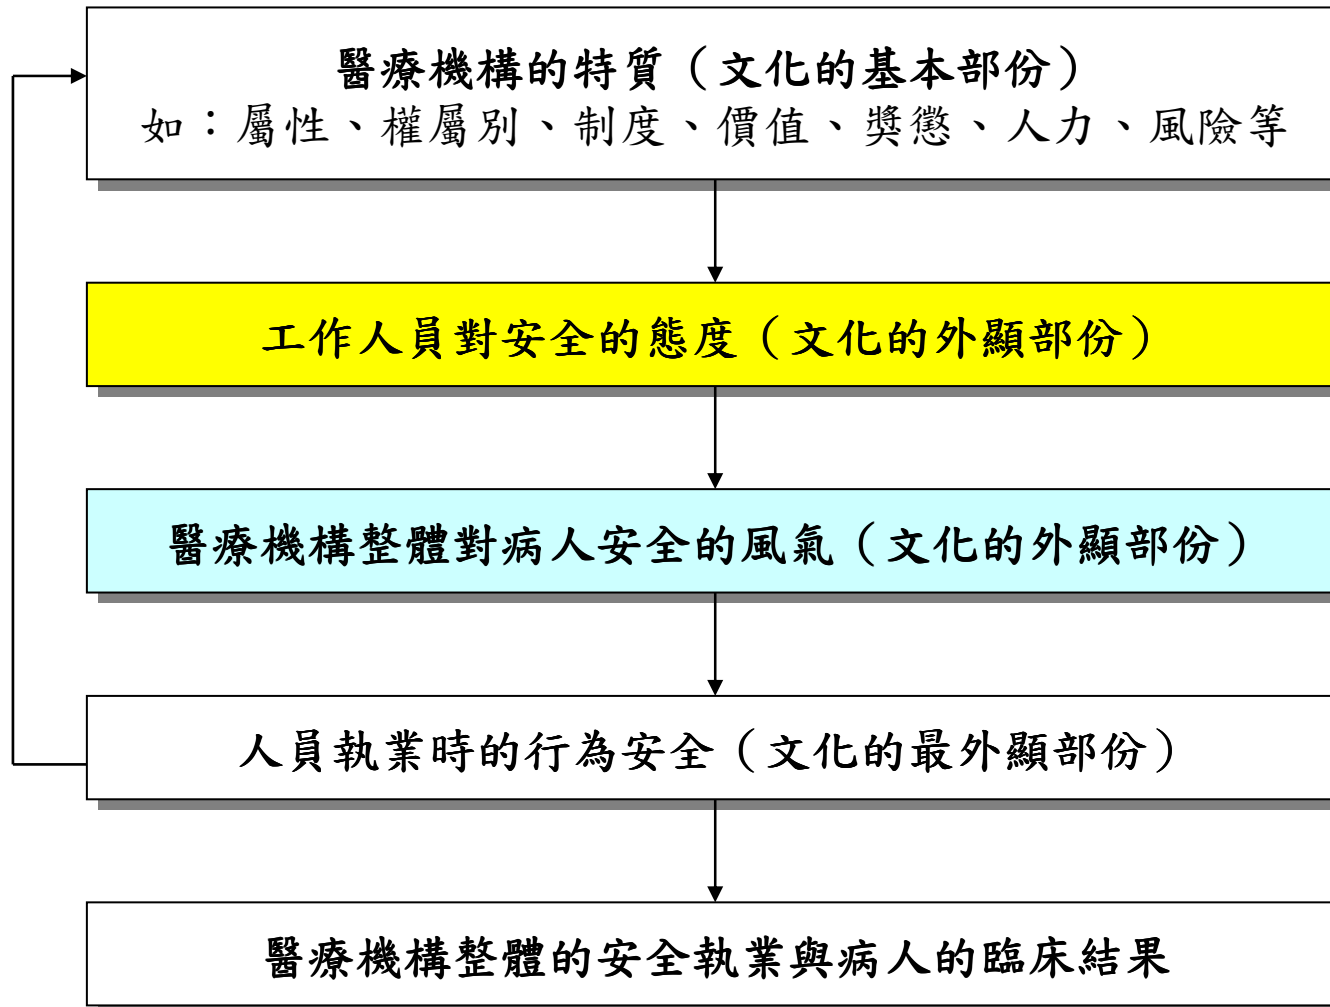 醫療機構的特質（文化的基本部份）
如：屬性、權屬別、制度、價值、獎懲、人力、風險等
工作人員對安全的態度（文化的外顯部份）
醫療機構整體對病人安全的風氣（文化的外顯部份）
人員執業時的行為安全（文化的最外顯部份）
醫療機構整體的安全執業與病人的臨床結果